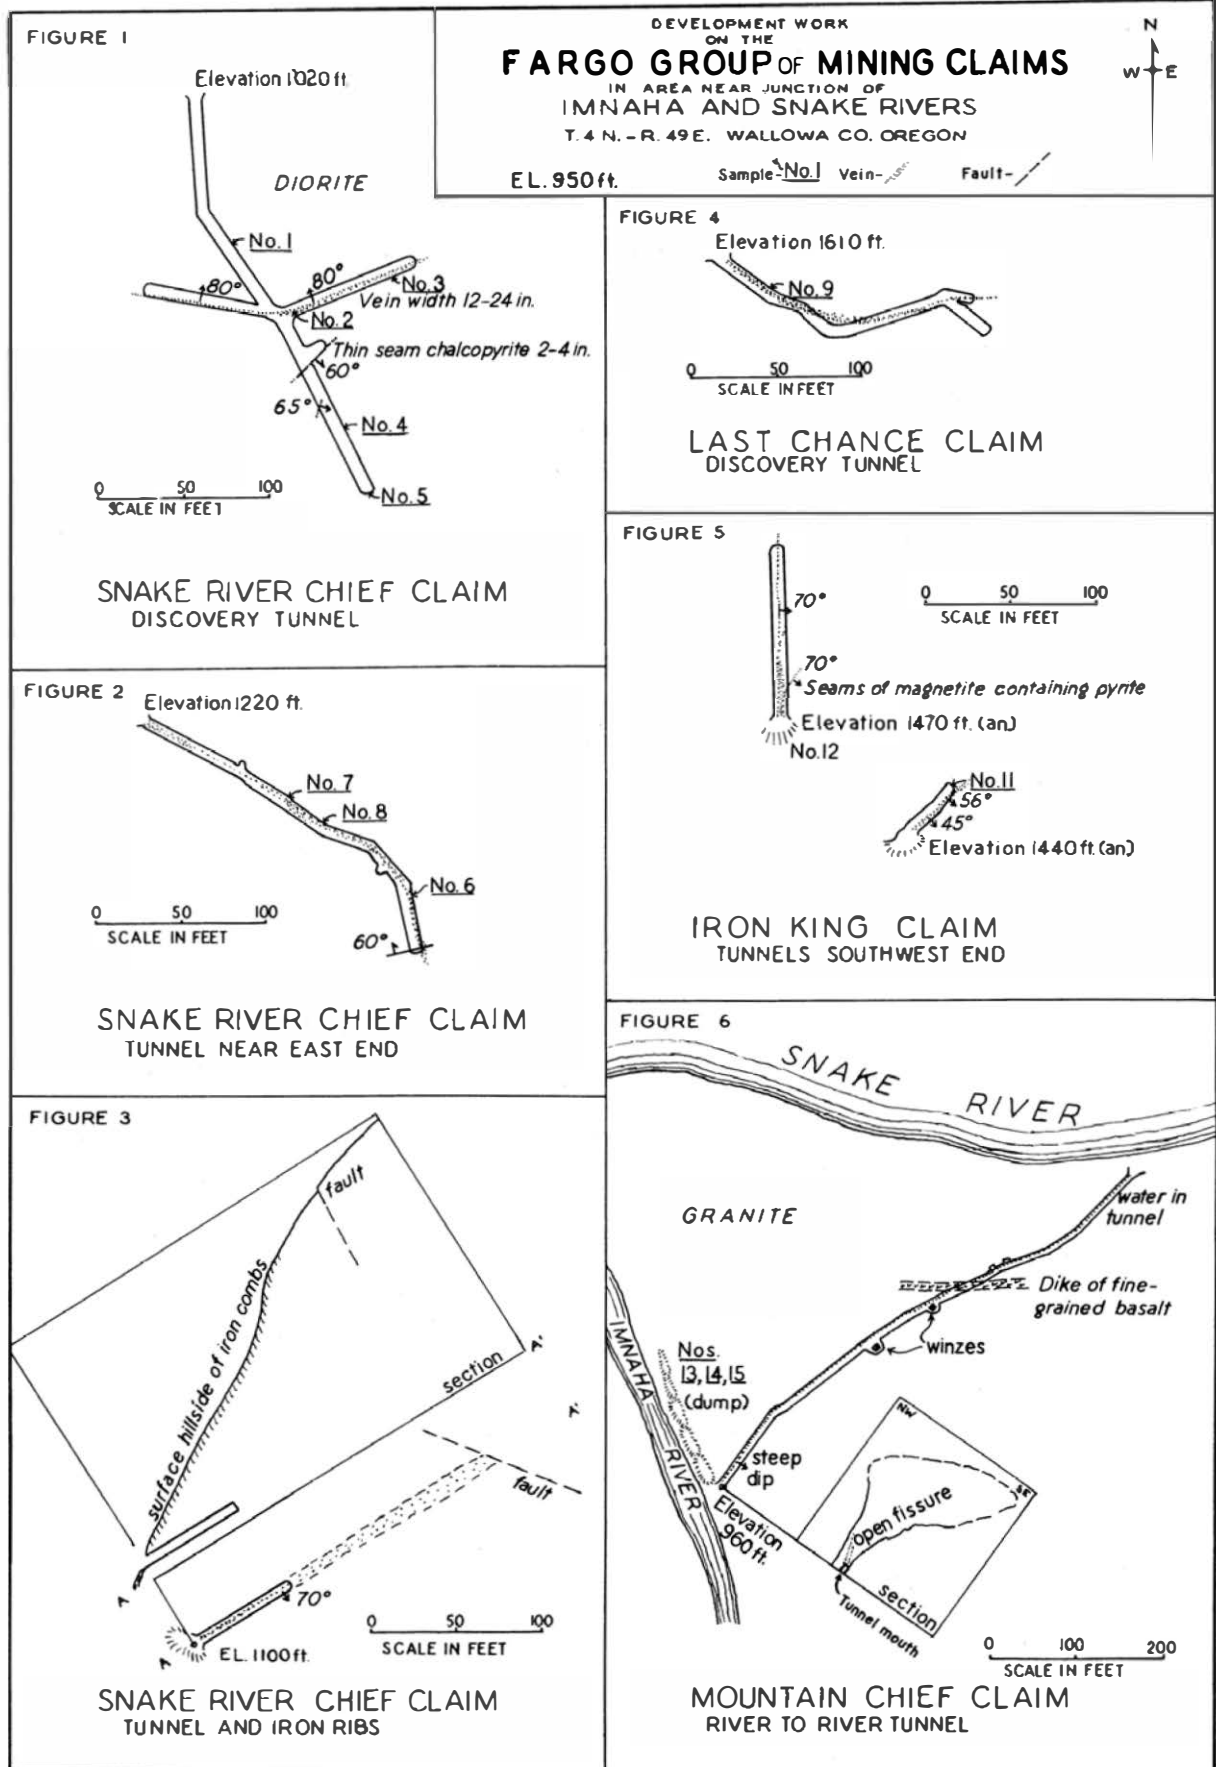 DEVELOPMENT WORK
ON THE
FARGO GROUP OF MINING CLAIMS
IN AREA NEAR JUNCTION OF
IMNAHA AND SNAKE RIVERS
T. 4 N. - R. 49 E. WALLOWA CO. OREGON
EL. 950 ft.
Sample - No. 1
Vein -
Fault -
N
W
E
FIGURE 1
Elevation 1020 ft.
DIORITE
No. 1
80°
80°
No. 3
Vein width 12-24 in.
No. 2
Thin seam chalcopyrite 2-4 in.
60°
65°
No. 4
No. 5
0 50 100
SCALE IN FEET
SNAKE RIVER CHIEF CLAIM
DISCOVERY TUNNEL
FIGURE 2
Elevation 1220 ft.
No. 7
No. 8
No. 6
60°
0 50 100
SCALE IN FEET
SNAKE RIVER CHIEF CLAIM
TUNNEL NEAR EAST END
FIGURE 3
fault
surface hillside of iron combs
section
A'
A'
fault
A
70°
A
EL. 1100 ft.
0 50 100
SCALE IN FEET
SNAKE RIVER CHIEF CLAIM
TUNNEL AND IRON RIBS
FIGURE 4
Elevation 1610 ft.
No. 9
0 50 100
SCALE IN FEET
LAST CHANCE CLAIM
DISCOVERY TUNNEL
FIGURE 5
70°
0 50 100
SCALE IN FEET
70°
Seams of magnetite containing pyrite
Elevation 1470 ft. (an.)
No. 12
No. 11
56°
45°
Elevation 1440 ft. (an)
IRON KING CLAIM
TUNNELS SOUTHWEST END
FIGURE 6
SNAKE RIVER
GRANITE
water in
tunnel
Dike of fine-
grained basalt
winzes
IMNAHA RIVER
Nos.
13, 14, 15
(dump)
steep
dip
Elevation
960 ft.
NW
SE
open fissure
section
Tunnel mouth
0 100 200
SCALE IN FEET
MOUNTAIN CHIEF CLAIM
RIVER TO RIVER TUNNEL